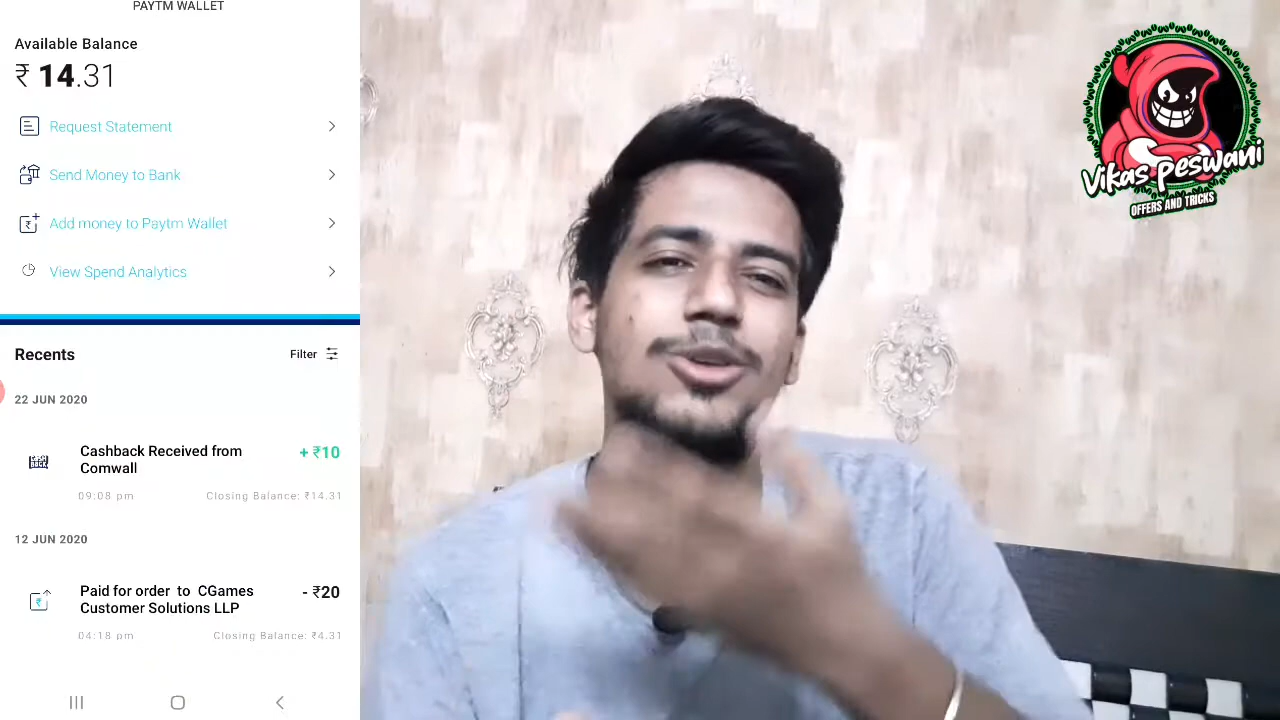 PAYTM WALLET
Available Balance
₹ 14.31
Request Statement
Send Money to Bank
Add money to Paytm Wallet
View Spend Analytics
Recents
Filter
22 JUN 2020
Cashback Received from
Comwall
+ ₹10
09:08 pm
Closing Balance: ₹14.31
12 JUN 2020
Paid for order to CGames
Customer Solutions LLP
- ₹20
04:18 pm
Closing Balance: ₹4.31
Vikas Peswani
OFFERS AND TRICKS